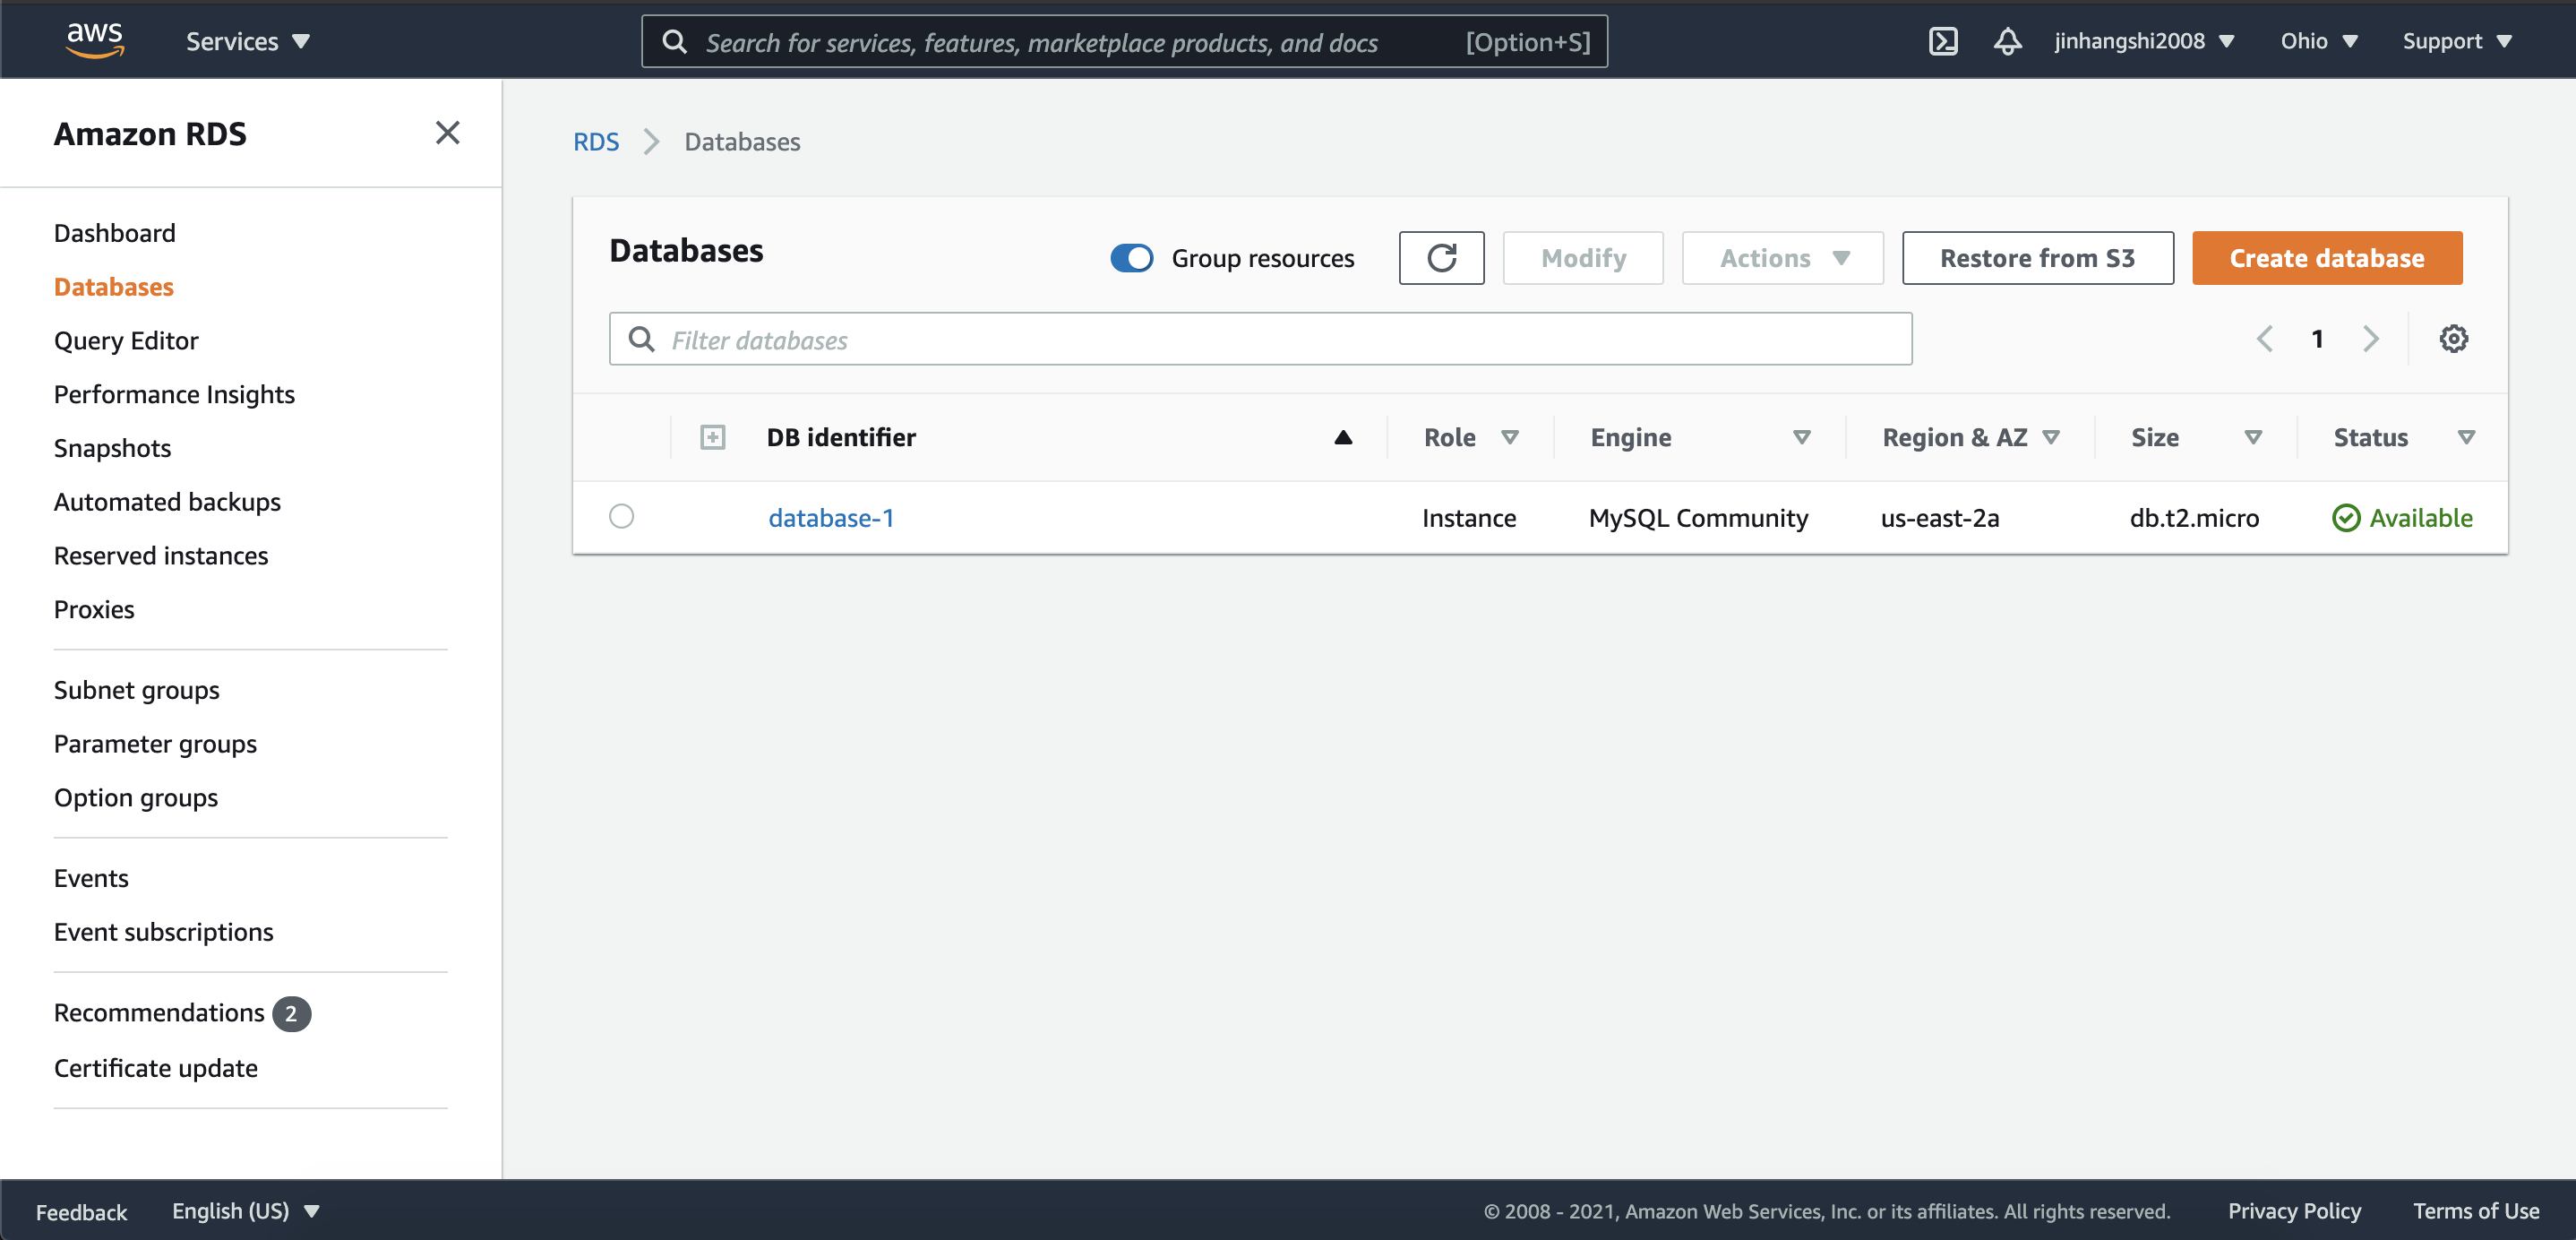 aws Services Search for services, features, marketplace products, and docs [Option+S] jinhangshi2008 Ohio Support
Amazon RDS
Dashboard
Databases
Query Editor
Performance Insights
Snapshots
Automated backups
Reserved instances
Proxies
Subnet groups
Parameter groups
Option groups
Events
Event subscriptions
Recommendations 2
Certificate update
RDS Databases
Databases Group resources Modify Actions Restore from S3 Create database
Filter databases 1
DB identifier Role Engine Region & AZ Size Status
database-1 Instance MySQL Community us-east-2a db.t2.micro Available
Feedback English (US) © 2008 - 2021, Amazon Web Services, Inc. or its affiliates. All rights reserved. Privacy Policy Terms of Use